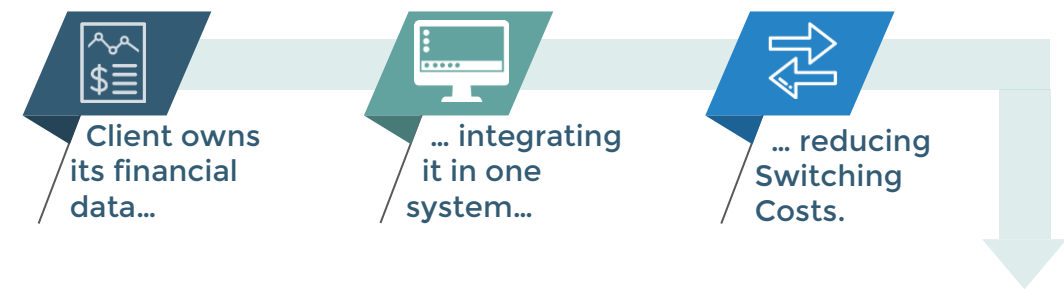 Client owns
its financial
data…
… integrating
it in one
system…
… reducing
Switching
Costs.